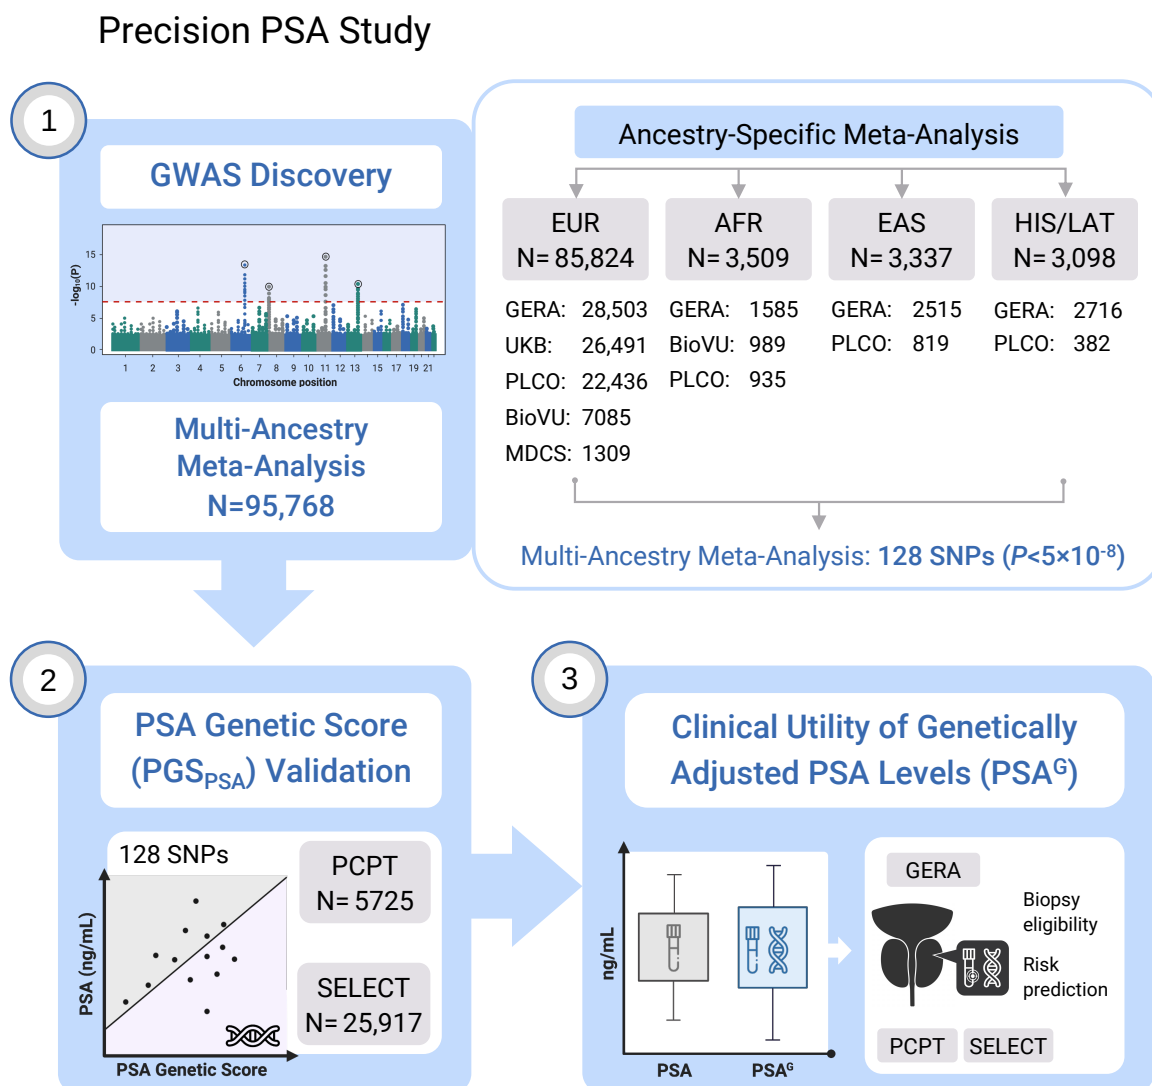 Precision PSA Study
1
GWAS Discovery
-log₁₀(P)
15
10
5
0
1 2 3 4 5 6 7 8 9 10 11 13 15 17 19 21
Chromosome position
Multi-Ancestry
Meta-Analysis
N=95,768
Ancestry-Specific Meta-Analysis
EUR
N= 85,824
GERA: 28,503
UKB: 26,491
PLCO: 22,436
BioVU: 7085
MDCS: 1309
AFR
N= 3,509
GERA: 1585
BioVU: 989
PLCO: 935
EAS
N= 3,337
GERA: 2515
PLCO: 819
HIS/LAT
N= 3,098
GERA: 2716
PLCO: 382
Multi-Ancestry Meta-Analysis: 128 SNPs (P<5×10⁻⁸)
2
PSA Genetic Score
(PGS_PSA) Validation
128 SNPs
PSA (ng/mL)
PSA Genetic Score
PCPT
N= 5725
SELECT
N= 25,917
3
Clinical Utility of Genetically
Adjusted PSA Levels (PSAᴳ)
ng/mL
PSA PSAᴳ
GERA
Biopsy
eligibility
Risk
prediction
PCPT SELECT